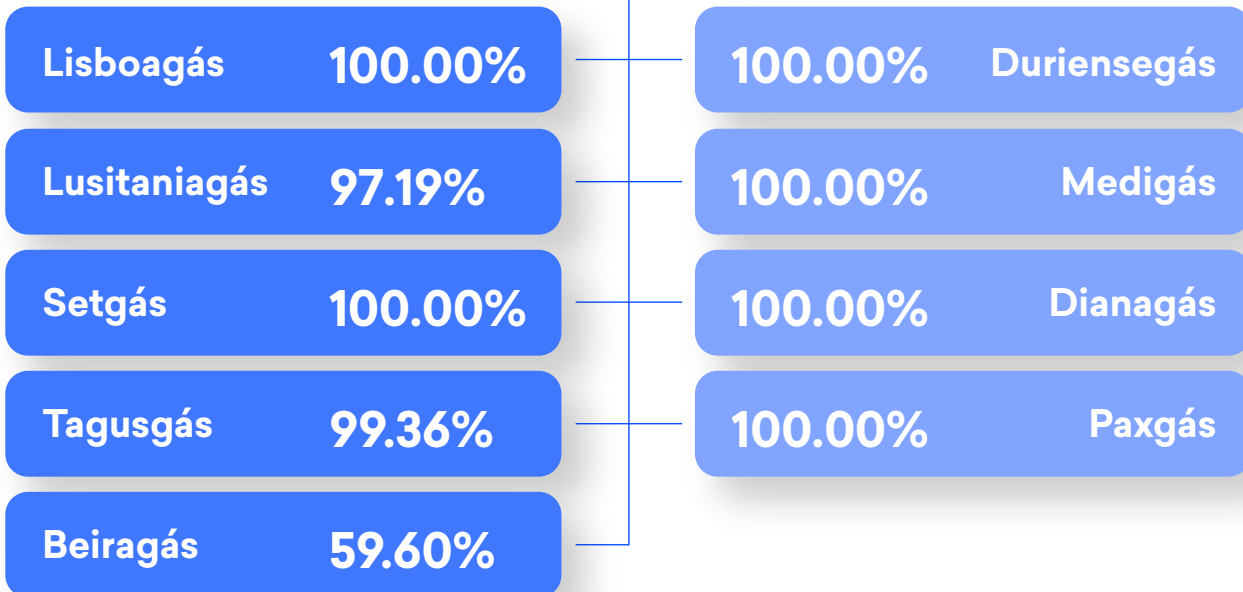 Lisboagás 100.00% 100.00% Duriensegás
Lusitaniagás 97.19% 100.00% Medigás
Setgás 100.00% 100.00% Dianagás
Tagusgás 99.36% 100.00% Paxgás
Beiragás 59.60%